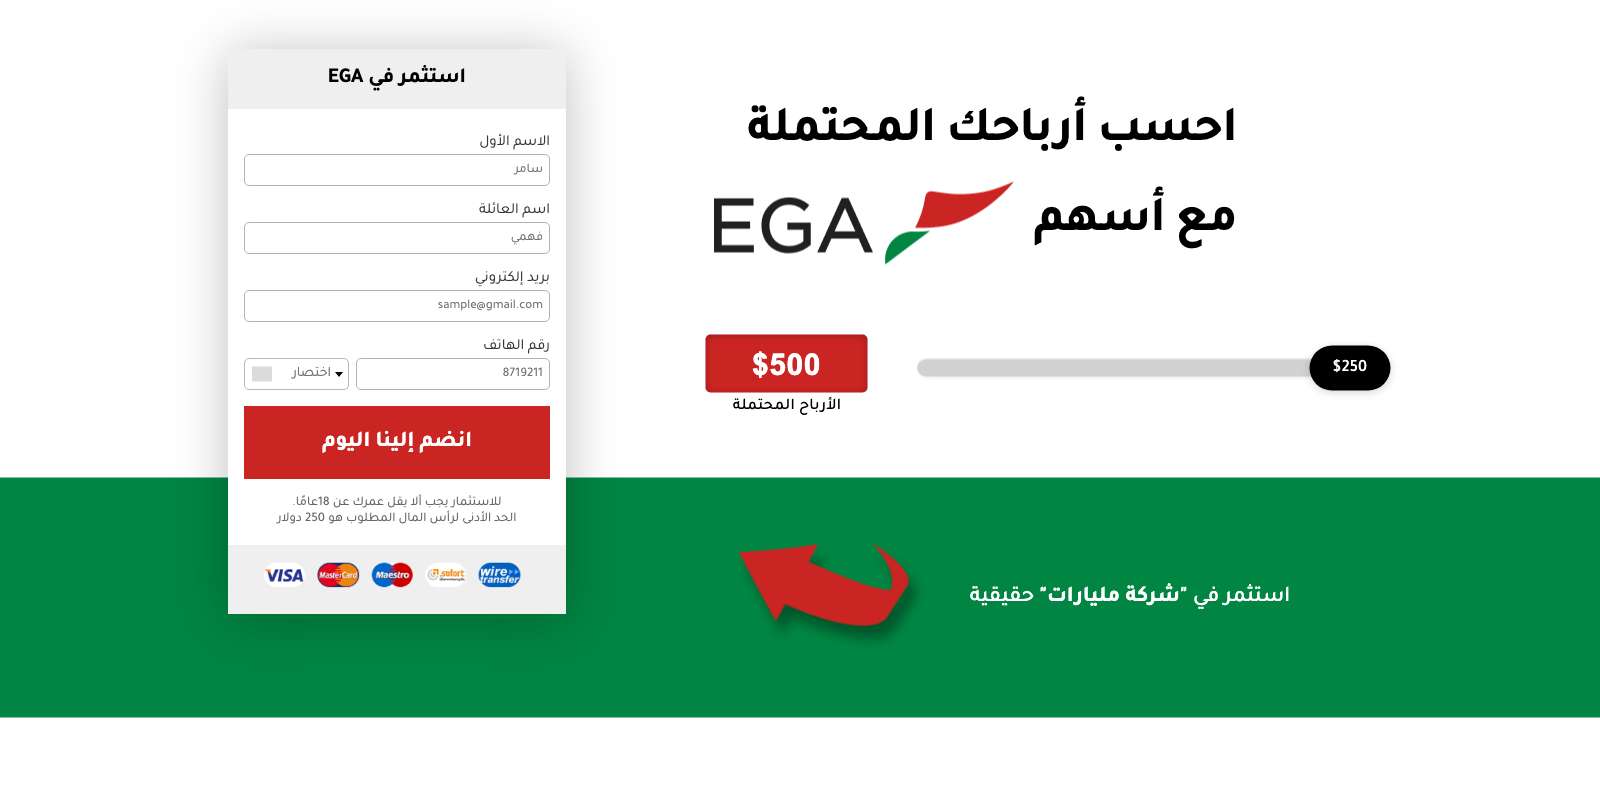 احسب أرباحك المحتملة
مع أسهم EGA
$250
$500
الأرباح المحتملة
استثمر في EGA
الاسم الأول
سامر
اسم العائلة
فهمي
بريد إلكتروني
sample@gmail.com
رقم الهاتف
8719211
اختصار
انضم إلينا اليوم
للاستثمار يجب ألا يقل عمرك عن 18عامًا.
الحد الأدنى لرأس المال المطلوب هو 250 دولار
VISA MasterCard Maestro sofort wire transfer
استثمر في "شركة مليارات" حقيقية